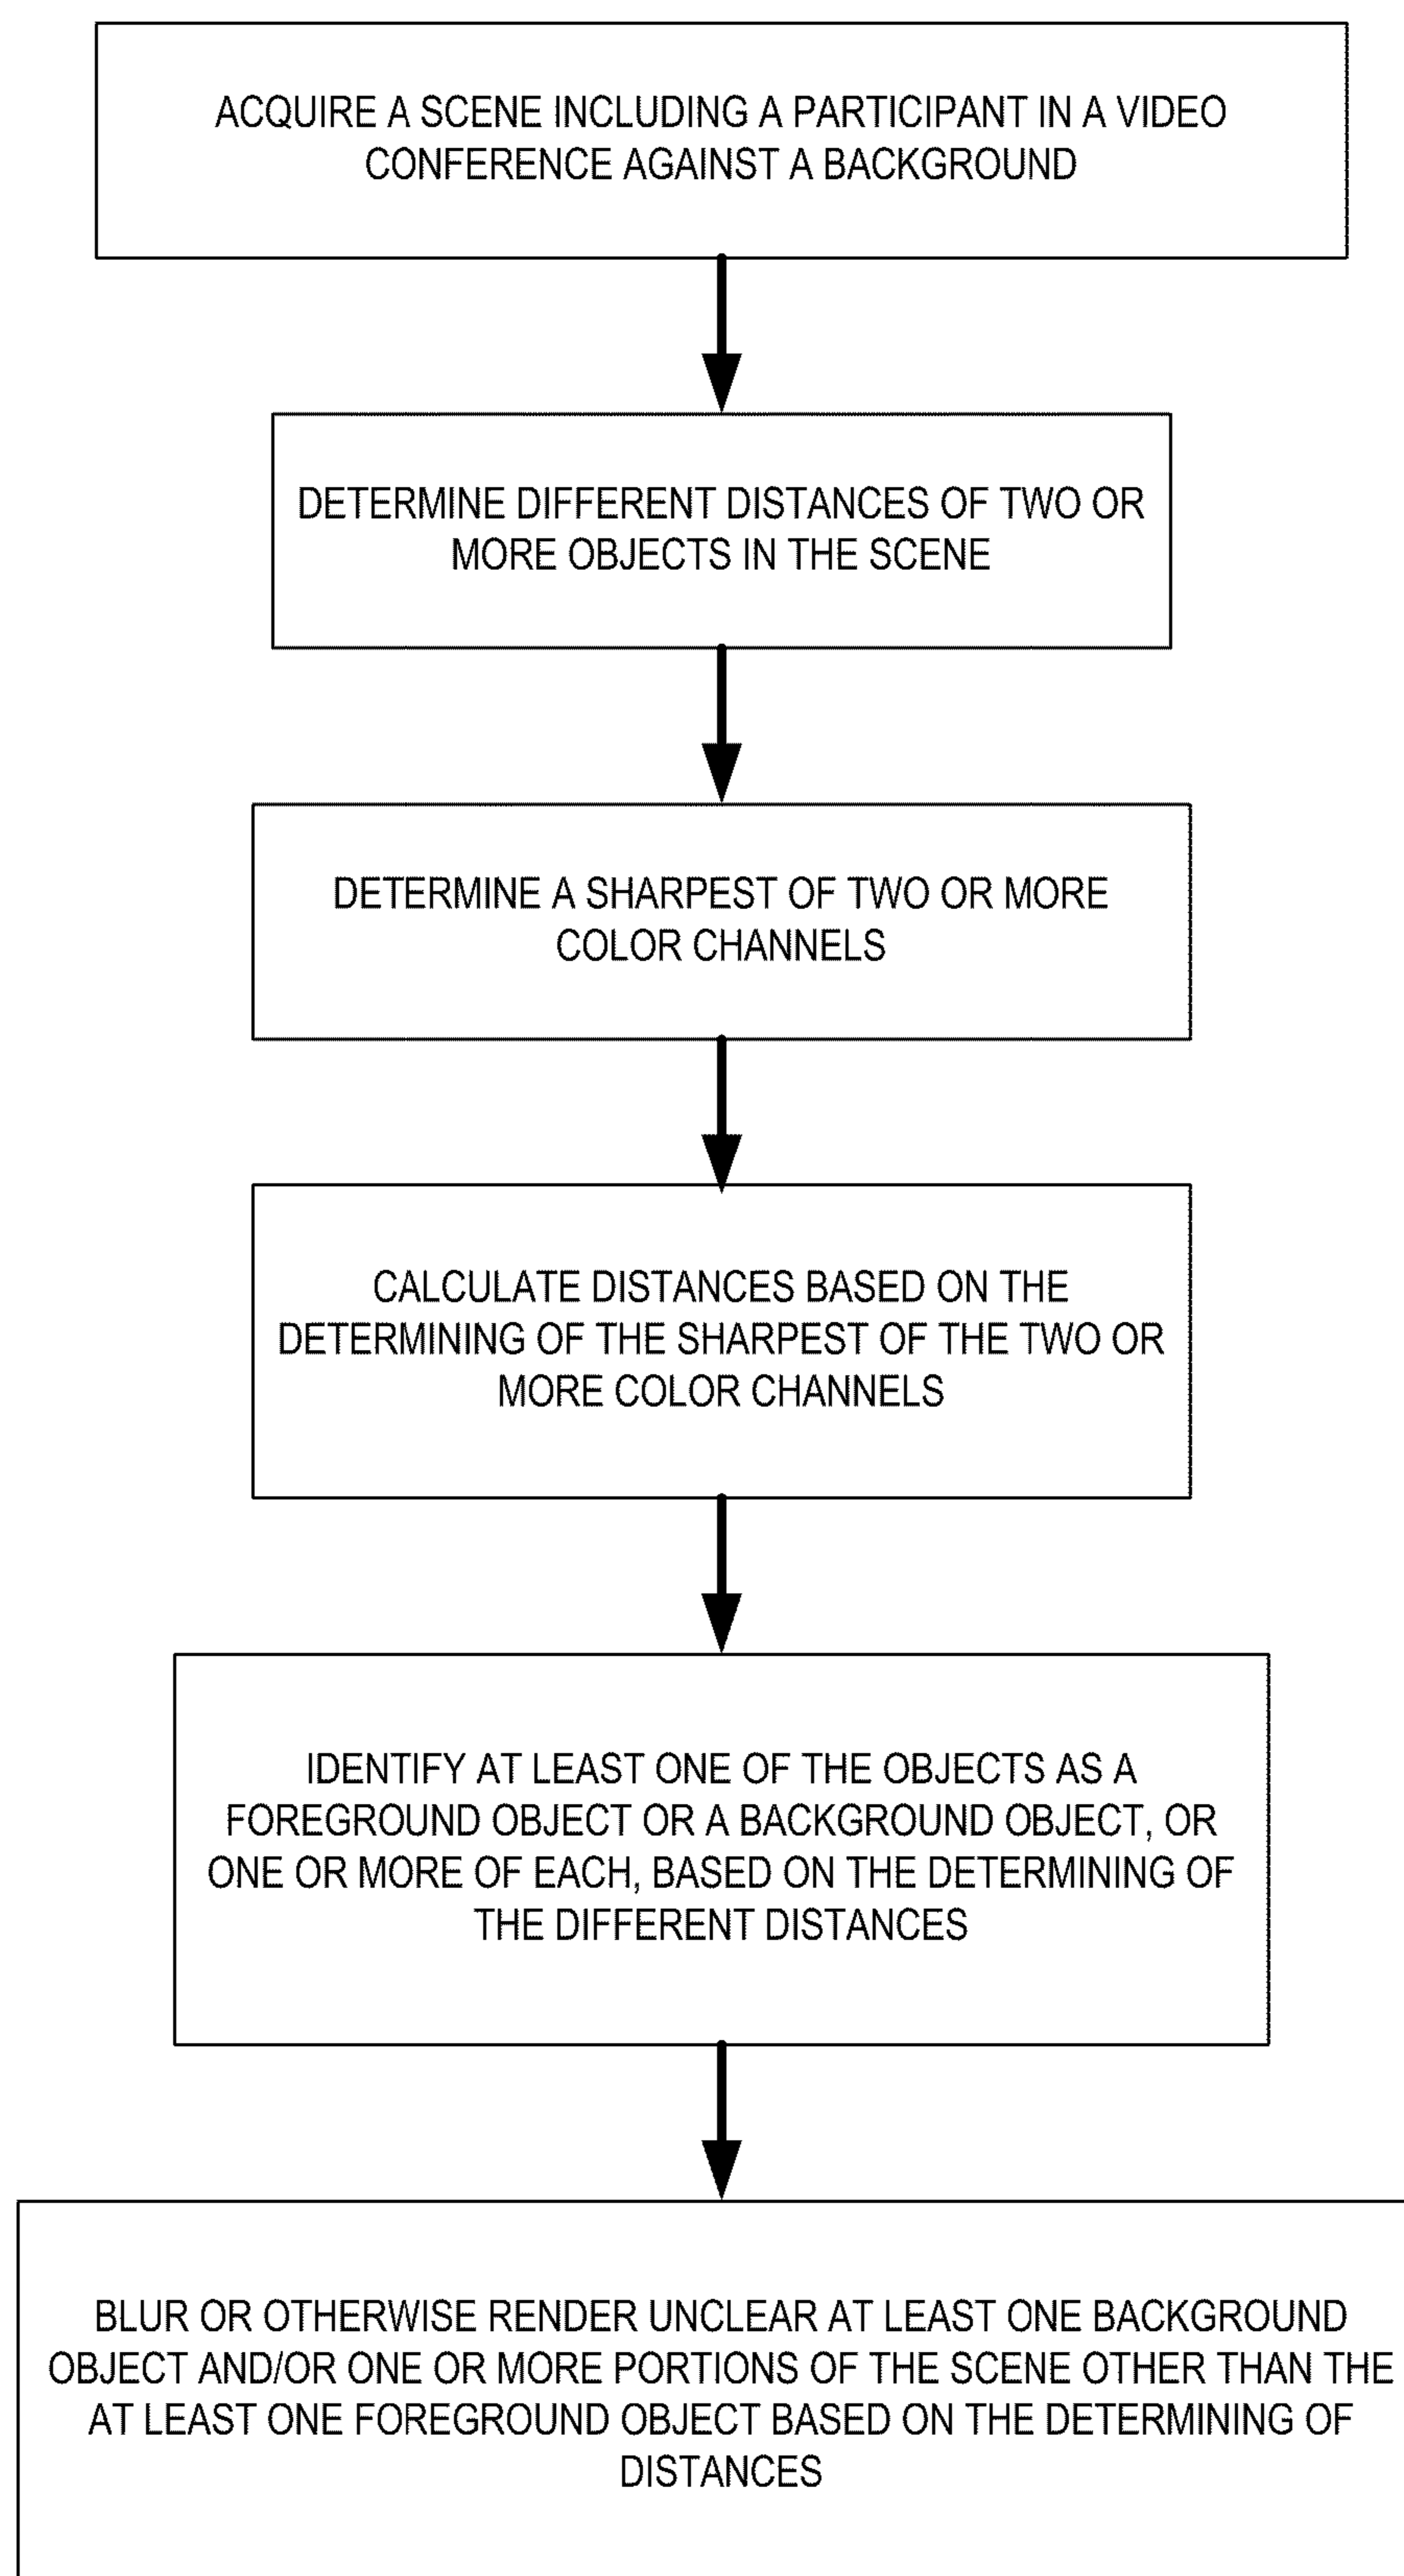 ACQUIRE A SCENE INCLUDING A PARTICIPANT IN A VIDEO
CONFERENCE AGAINST A BACKGROUND
DETERMINE DIFFERENT DISTANCES OF TWO OR
MORE OBJECTS IN THE SCENE
DETERMINE A SHARPEST OF TWO OR MORE
COLOR CHANNELS
CALCULATE DISTANCES BASED ON THE
DETERMINING OF THE SHARPEST OF THE TWO OR
MORE COLOR CHANNELS
IDENTIFY AT LEAST ONE OF THE OBJECTS AS A
FOREGROUND OBJECT OR A BACKGROUND OBJECT, OR
ONE OR MORE OF EACH, BASED ON THE DETERMINING OF
THE DIFFERENT DISTANCES
BLUR OR OTHERWISE RENDER UNCLEAR AT LEAST ONE BACKGROUND
OBJECT AND/OR ONE OR MORE PORTIONS OF THE SCENE OTHER THAN THE
AT LEAST ONE FOREGROUND OBJECT BASED ON THE DETERMINING OF
DISTANCES